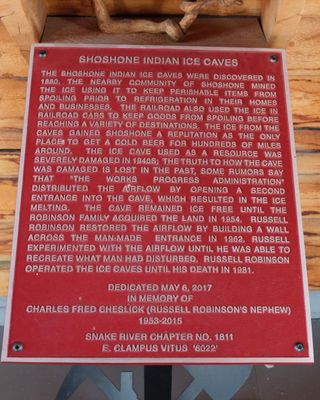 SHOSHONE INDIAN ICE CAVES
THE SHOSHONE INDIAN ICE CAVES WERE DISCOVERED IN
1880. THE NEARBY COMMUNITY OF SHOSHONE MINED
THE ICE USING IT TO KEEP PERISHABLE ITEMS FROM
SPOILING PRIOR TO REFRIGERATION IN THEIR HOMES
AND BUSINESSES. THE RAILROAD ALSO USED THE ICE IN
RAILROAD CARS TO KEEP GOODS FROM SPOILING BEFORE
REACHING A VARIETY OF DESTINATIONS. THE ICE FROM THE
CAVES GAINED SHOSHONE A REPUTATION AS THE ONLY
PLACE TO GET A COLD BEER FOR HUNDREDS OF MILES
AROUND. THE ICE CAVE USED AS A RESOURCE WAS
SEVERELY DAMAGED IN 1940S; THE TRUTH TO HOW THE CAVE
WAS DAMAGED IS LOST IN THE PAST. SOME RUMORS SAY
THAT "THE WORKS PROGRESS ADMINISTRATION"
DISTRIBUTED THE AIRFLOW BY OPENING A SECOND
ENTRANCE INTO THE CAVE, WHICH RESULTED IN THE ICE
MELTING. THE CAVE REMAINED ICE FREE UNTIL THE
ROBINSON FAMILY ACQUIRED THE LAND IN 1954. RUSSELL
ROBINSON RESTORED THE AIRFLOW BY BUILDING A WALL
ACROSS THE MAN-MADE ENTRANCE IN 1962. RUSSELL
EXPERIMENTED WITH THE AIRFLOW UNTIL HE WAS ABLE TO
RECREATE WHAT MAN HAD DISTURBED. RUSSELL ROBINSON
OPERATED THE ICE CAVES UNTIL HIS DEATH IN 1981.
DEDICATED MAY 6, 2017
IN MEMORY OF
CHARLES FRED CHESLICK (RUSSELL ROBINSON'S NEPHEW)
1953-2015
SNAKE RIVER CHAPTER NO. 1811
E. CLAMPUS VITUS '6022'